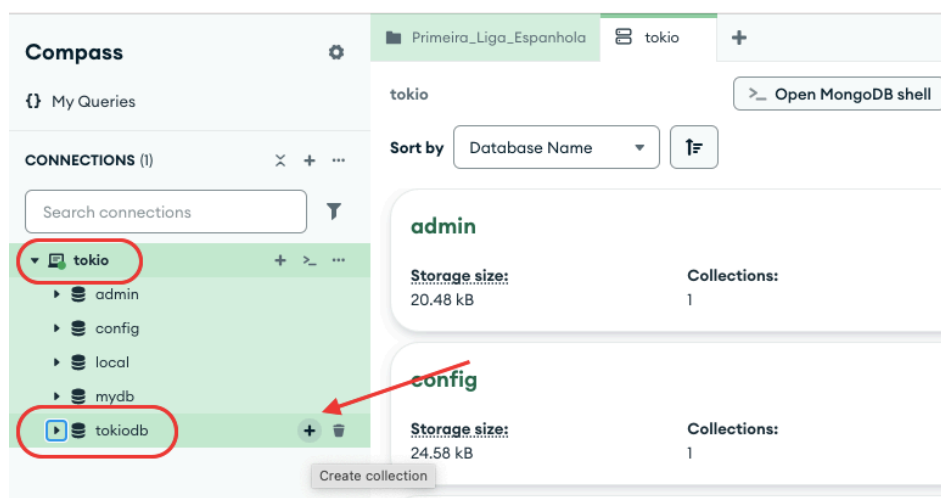 Compass
{} My Queries
CONNECTIONS (1)
Search connections
tokio
admin
config
local
mydb
tokiodb
Create collection
Primeira_Liga_Espanhola
tokio
tokio
>_ Open MongoDB shell
Sort by
Database Name
admin
Storage size:
Collections:
20.48 kB
1
config
Storage size:
Collections:
24.58 kB
1